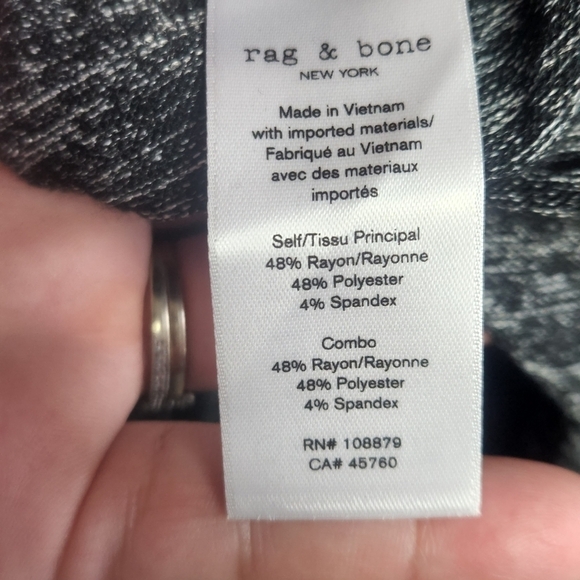 rag & bone
NEW YORK
Made in Vietnam
with imported materials/
Fabriqué au Vietnam
avec des materiaux
importés
Self/Tissu Principal
48% Rayon/Rayonne
48% Polyester
4% Spandex
Combo
48% Rayon/Rayonne
48% Polyester
4% Spandex
RN# 108879
CA# 45760